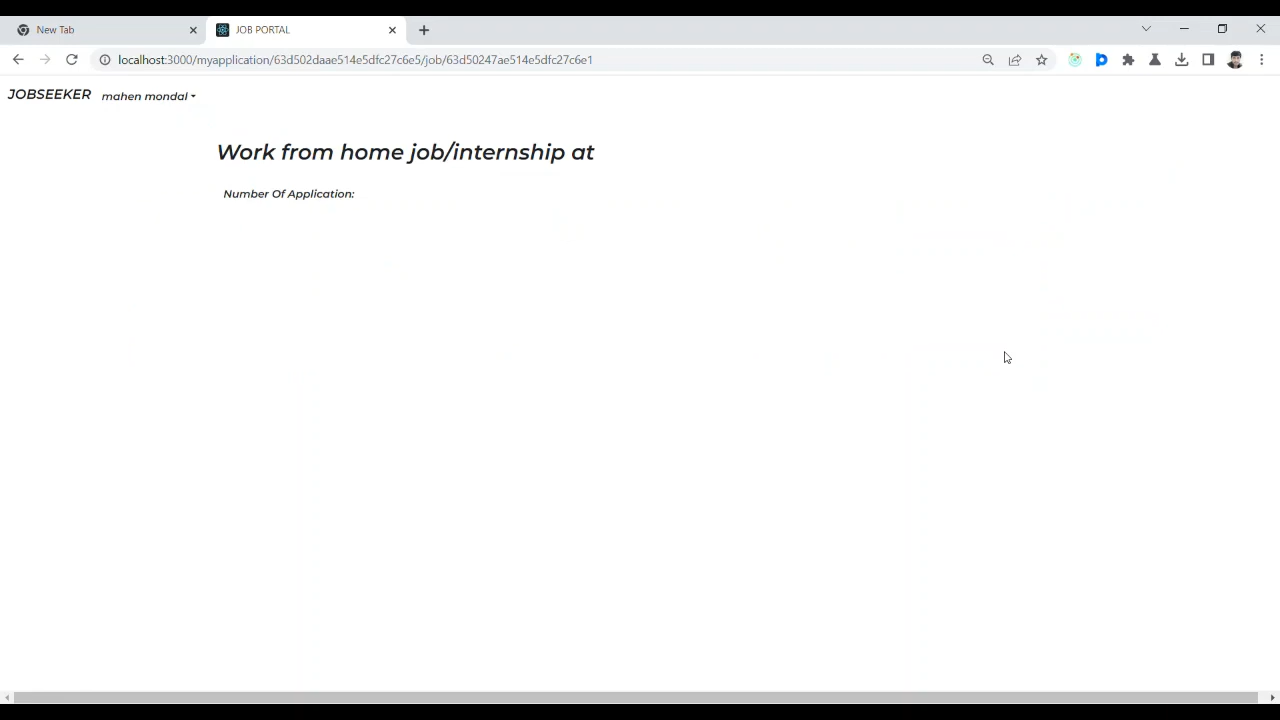 New Tab
JOB PORTAL
localhost:3000/myapplication/63d502daae514e5dfc27c6e5/job/63d50247ae514e5dfc27c6e1
JOBSEEKER mahen mondal
Work from home job/internship at
Number Of Application: